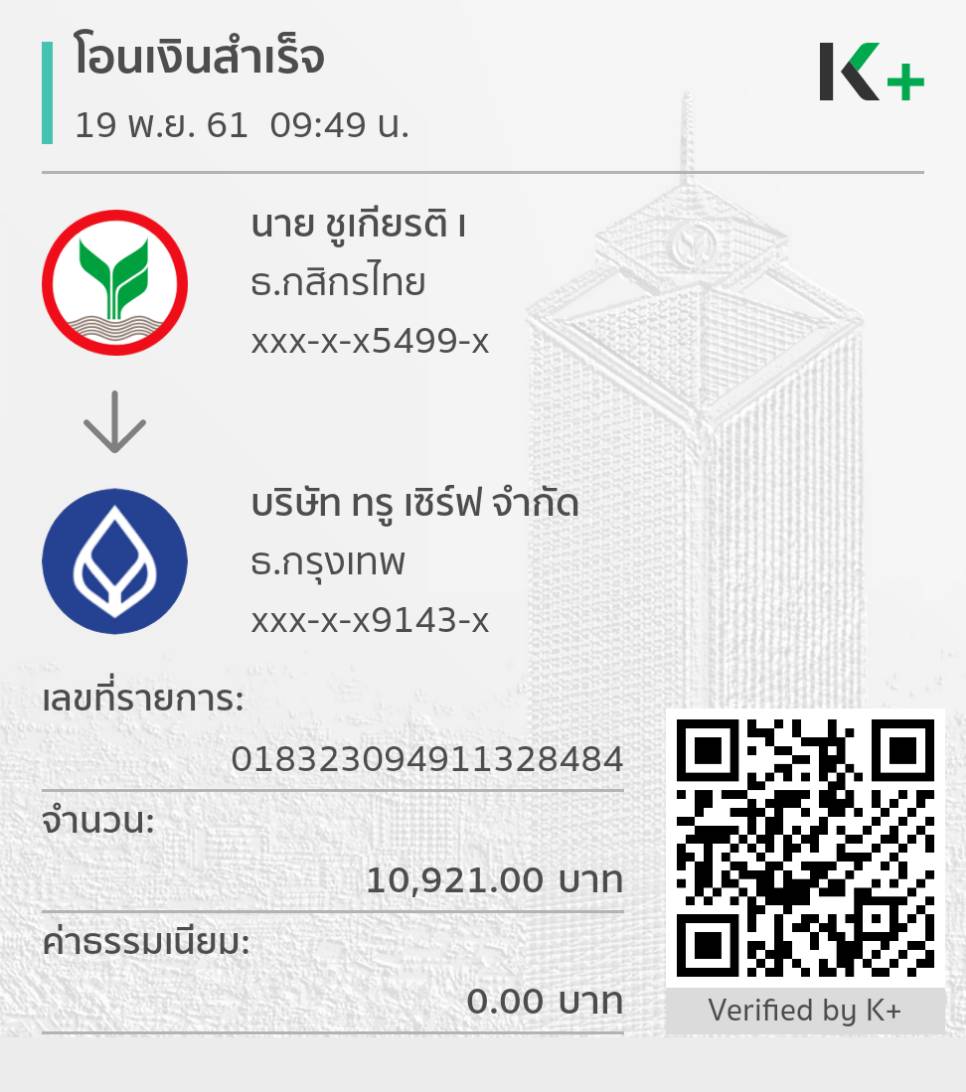 โอนเงินสำเร็จ
K+
19 พ.ย. 61 09:49 น.
นาย ชูเกียรติ เ
ธ.กสิกรไทย
xxx-x-x5499-x
บริษัท ทรู เซิร์ฟ จำกัด
ธ.กรุงเทพ
xxx-x-x9143-x
เลขที่รายการ:
018323094911328484
จำนวน:
10,921.00 บาท
ค่าธรรมเนียม:
0.00 บาท
Verified by K+